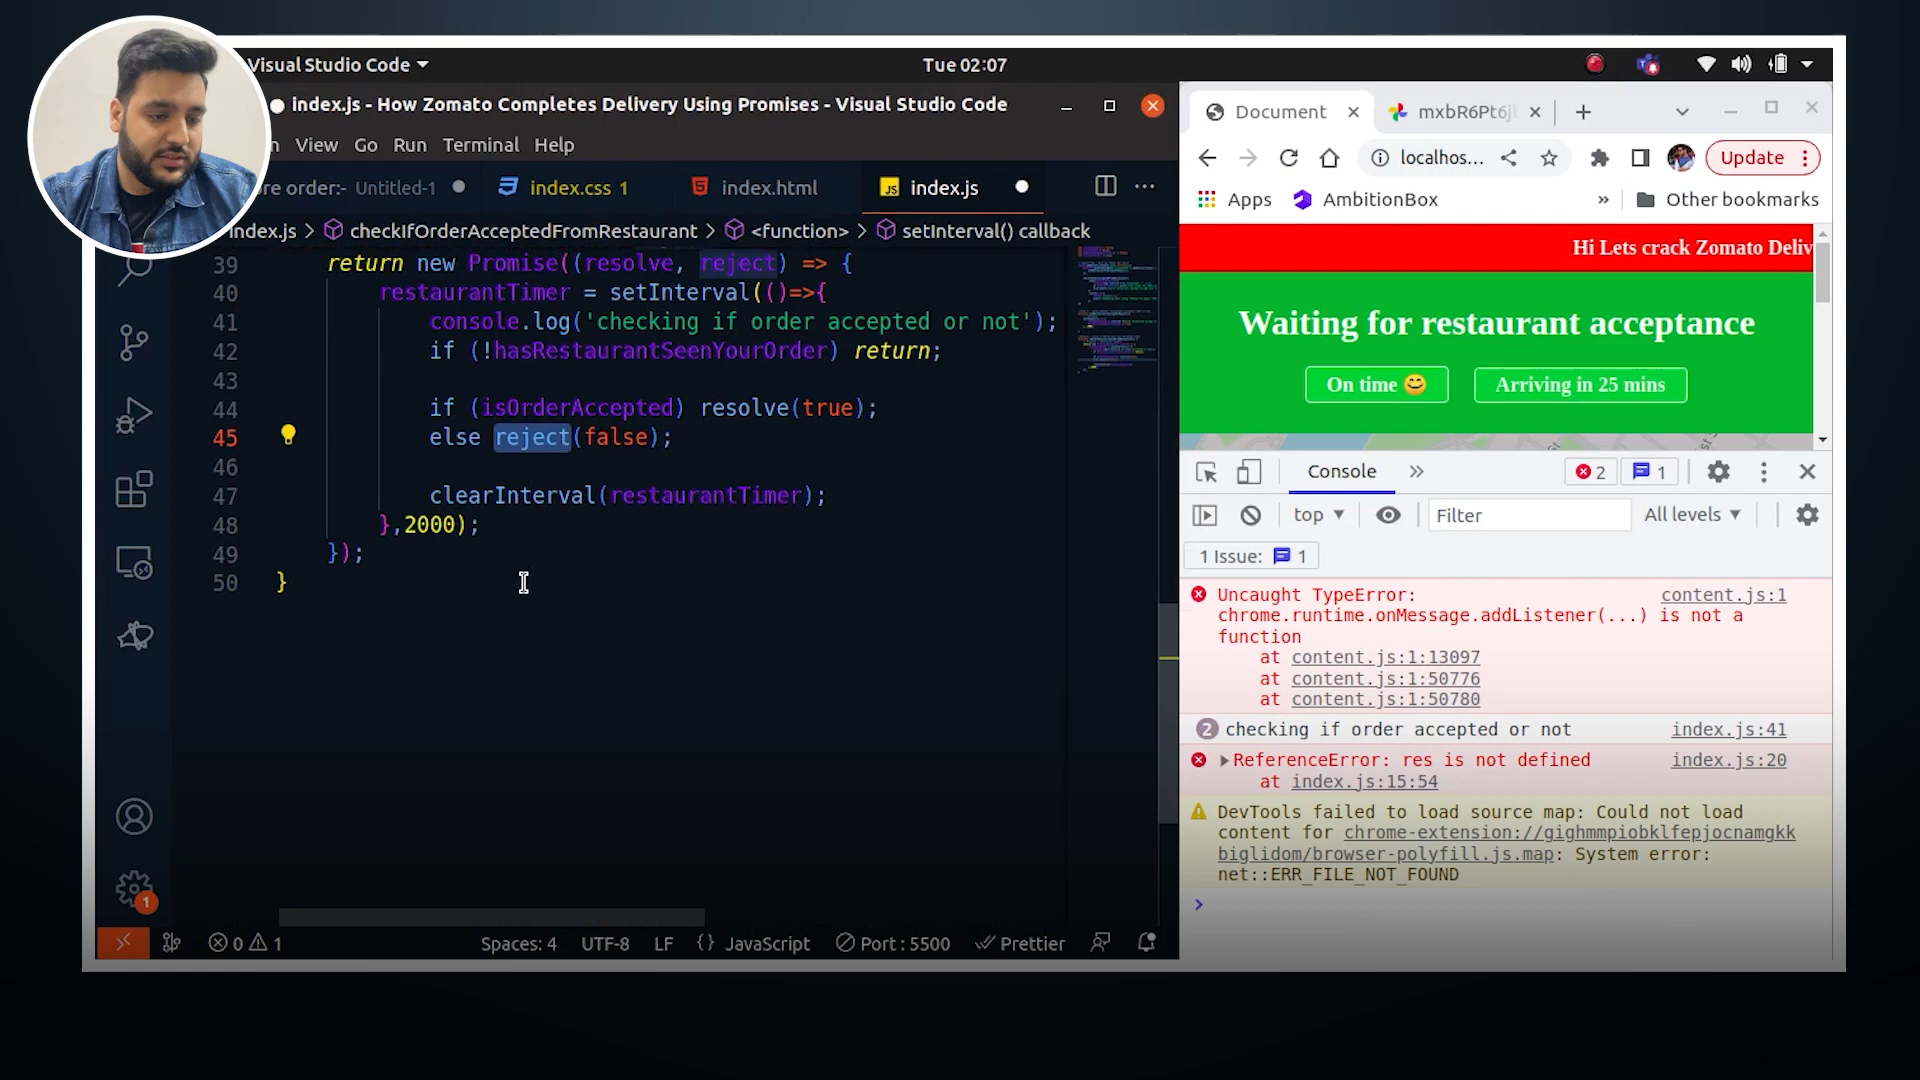 Visual Studio Code
Tue 02:07
index.js - How Zomato Completes Delivery Using Promises - Visual Studio Code
View Go Run Terminal Help
ore order:- Untitled-1
index.css 1
index.html
JS index.js
index.js > checkIfOrderAcceptedFromRestaurant > <function> > setInterval() callback
39 return new Promise((resolve, reject) => {
40 restaurantTimer = setInterval(()=>{
41 console.log('checking if order accepted or not');
42 if (!hasRestaurantSeenYourOrder) return;
43
44 if (isOrderAccepted) resolve(true);
45 else reject(false);
46
47 clearInterval(restaurantTimer);
48 },2000);
49 });
50 }
1
0 1
Spaces: 4 UTF-8 LF {} JavaScript Port : 5500 Prettier
Document
mxbR6Pt6j
localhos...
Update
Apps AmbitionBox » Other bookmarks
Hi Lets crack Zomato Deliv
Waiting for restaurant acceptance
On time 😊 Arriving in 25 mins
Console » 2 1
top Filter All levels
1 Issue: 1
Uncaught TypeError: content.js:1
chrome.runtime.onMessage.addListener(...) is not a
function
at content.js:1:13097
at content.js:1:50776
at content.js:1:50780
2 checking if order accepted or not index.js:41
ReferenceError: res is not defined index.js:20
at index.js:15:54
DevTools failed to load source map: Could not load
content for chrome-extension://gighmmpiobklfepjocnamgkk
biglidom/browser-polyfill.js.map: System error:
net::ERR_FILE_NOT_FOUND
>